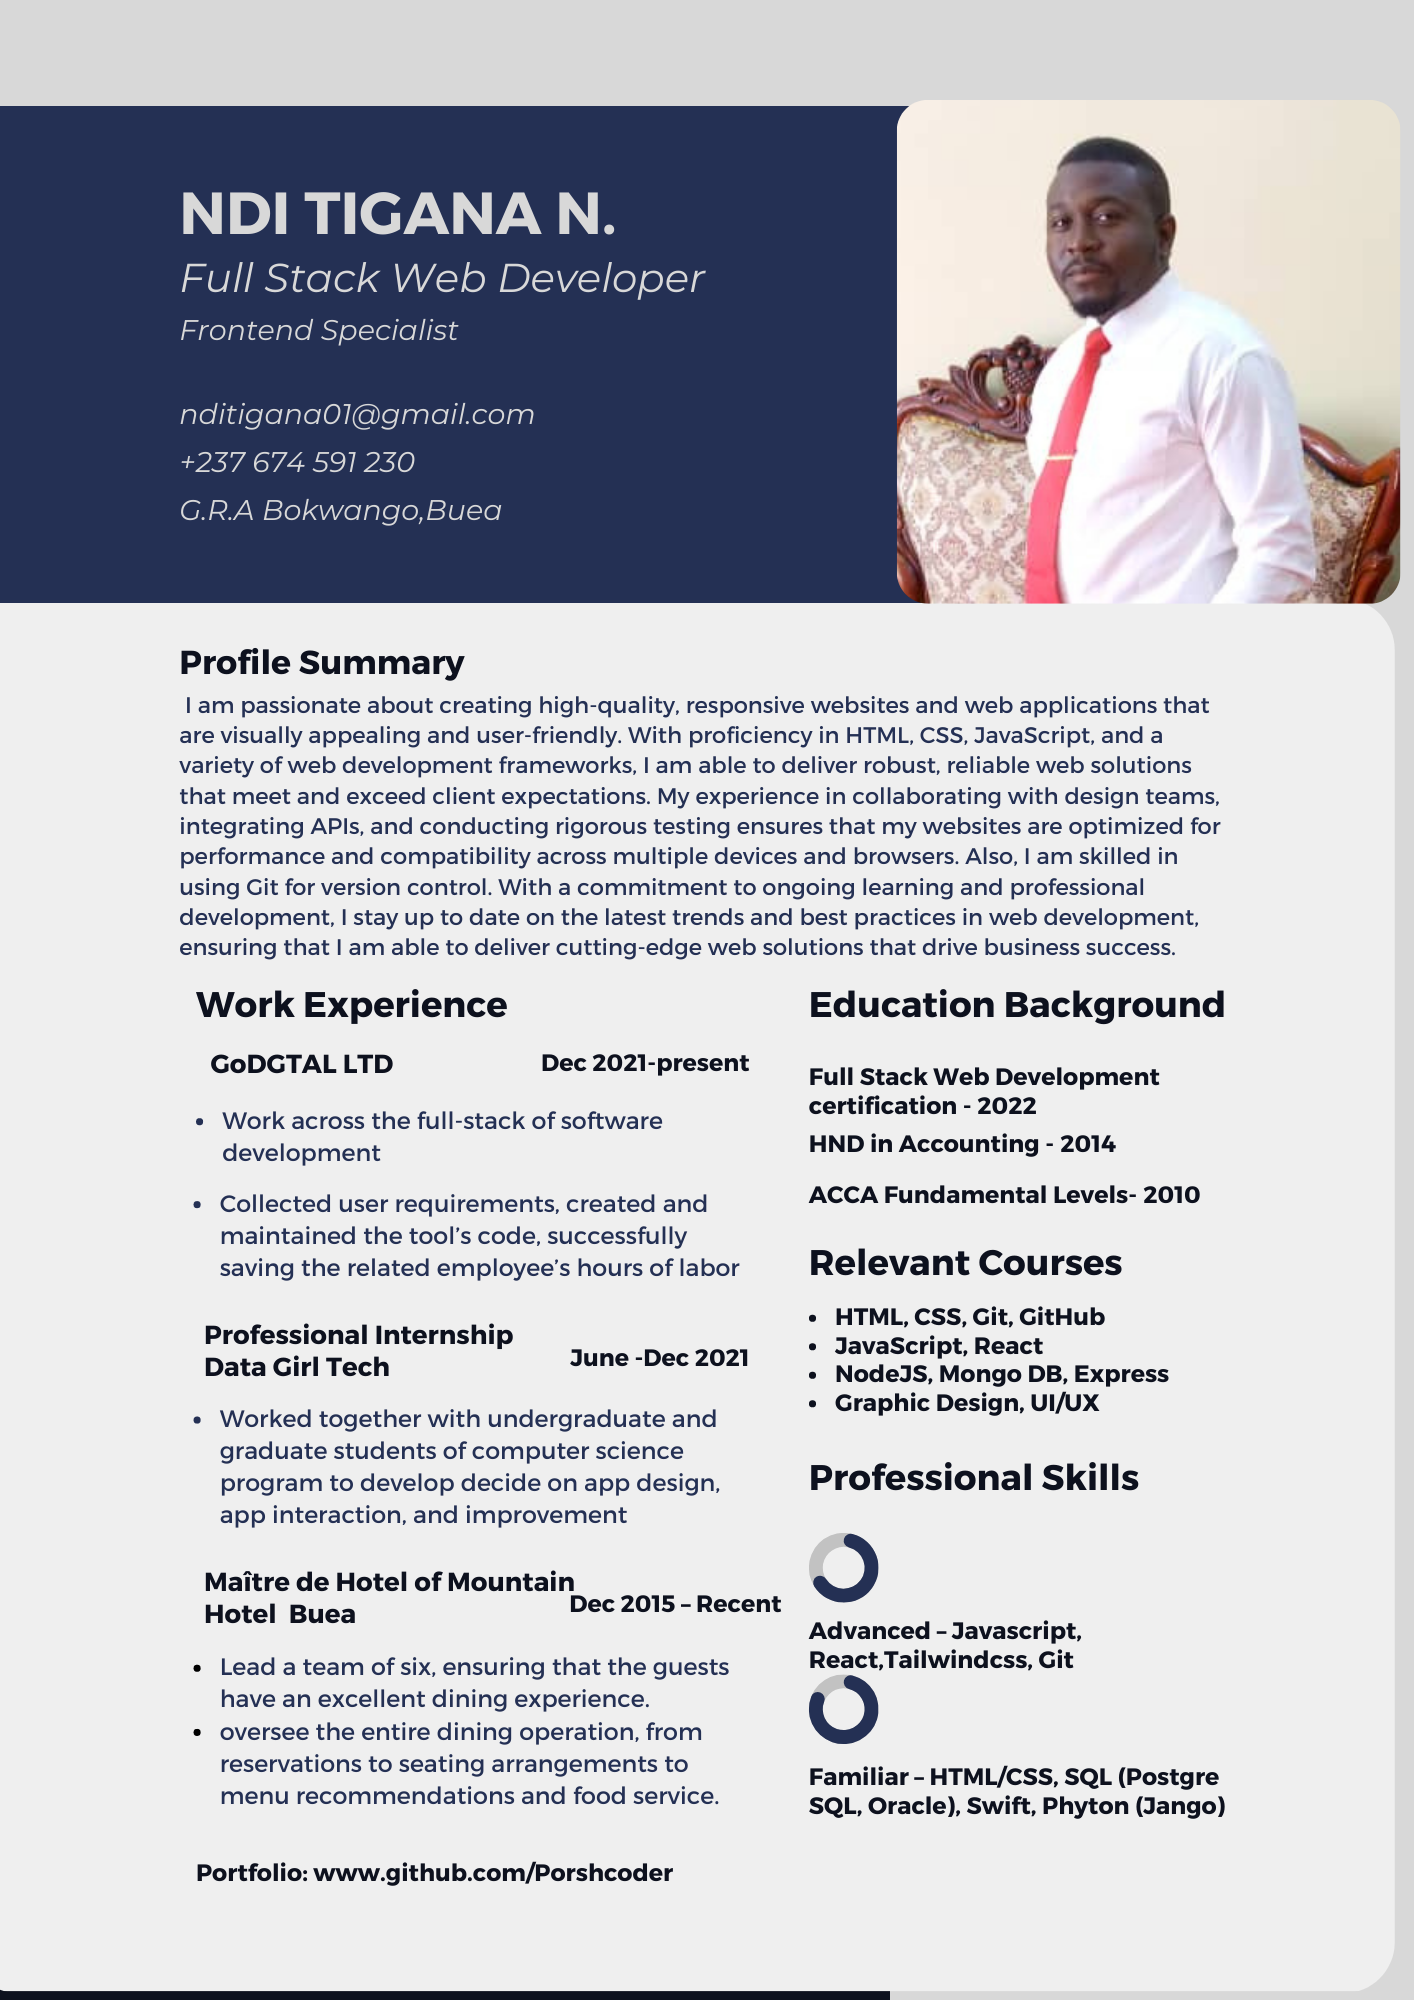 NDI TIGANA N.
Full Stack Web Developer
Frontend Specialist
nditigana01@gmail.com
+237 674 591 230
G.R.A Bokwango,Buea
Profile Summary
I am passionate about creating high-quality, responsive websites and web applications that
are visually appealing and user-friendly. With proficiency in HTML, CSS, JavaScript, and a
variety of web development frameworks, I am able to deliver robust, reliable web solutions
that meet and exceed client expectations. My experience in collaborating with design teams,
integrating APIs, and conducting rigorous testing ensures that my websites are optimized for
performance and compatibility across multiple devices and browsers. Also, I am skilled in
using Git for version control. With a commitment to ongoing learning and professional
development, I stay up to date on the latest trends and best practices in web development,
ensuring that I am able to deliver cutting-edge web solutions that drive business success.
Work Experience
GoDGTAL LTD
Dec 2021-present
• Work across the full-stack of software
development
• Collected user requirements, created and
maintained the tool’s code, successfully
saving the related employee’s hours of labor
Professional Internship
Data Girl Tech
June -Dec 2021
• Worked together with undergraduate and
graduate students of computer science
program to develop decide on app design,
app interaction, and improvement
Maître de Hotel of Mountain
Hotel Buea
Dec 2015 – Recent
• Lead a team of six, ensuring that the guests
have an excellent dining experience.
• oversee the entire dining operation, from
reservations to seating arrangements to
menu recommendations and food service.
Portfolio: www.github.com/Porshcoder
Education Background
Full Stack Web Development
certification - 2022
HND in Accounting - 2014
ACCA Fundamental Levels- 2010
Relevant Courses
• HTML, CSS, Git, GitHub
• JavaScript, React
• NodeJS, Mongo DB, Express
• Graphic Design, UI/UX
Professional Skills
Advanced – Javascript,
React,Tailwindcss, Git
Familiar – HTML/CSS, SQL (Postgre
SQL, Oracle), Swift, Phyton (Jango)